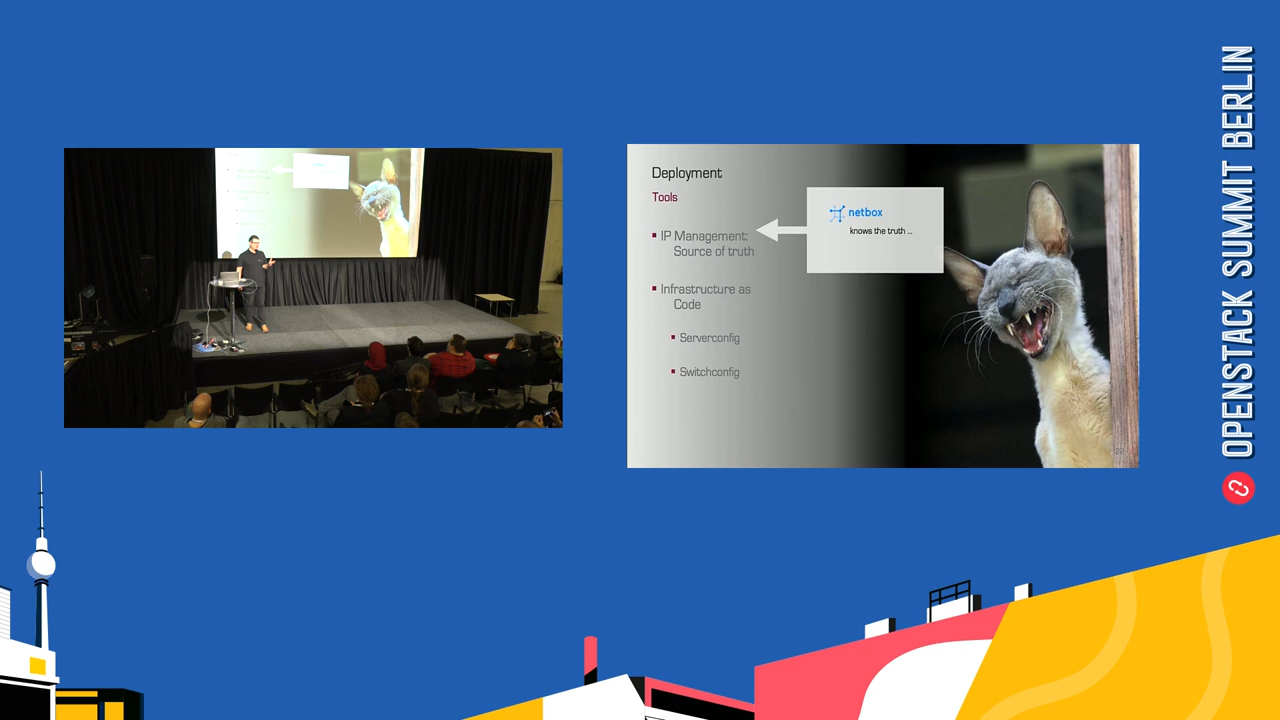 Deployment
Tools
▪ IP Management:
Source of truth
▪ Infrastructure as
Code
▪ Serverconfig
▪ Switchconfig
netbox
knows the truth ...
22
OPENSTACK SUMMIT BERLIN